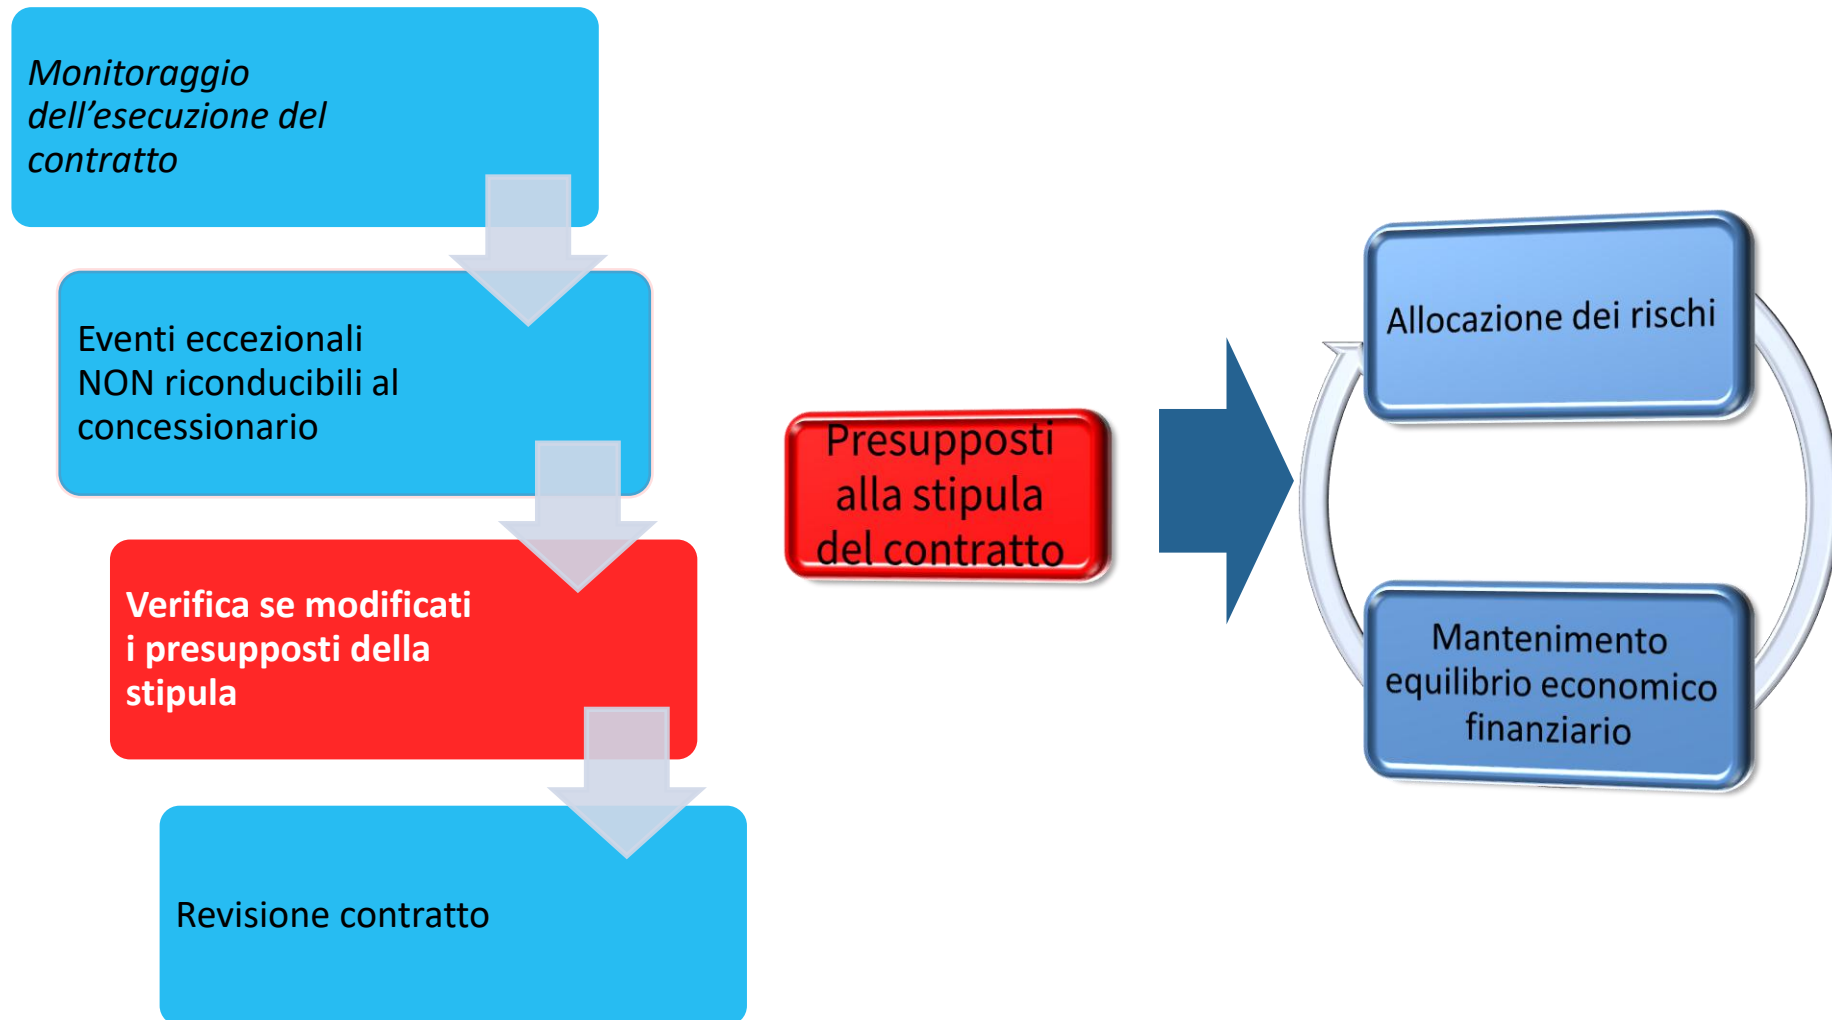 Monitoraggio
dell’esecuzione del
contratto
Eventi eccezionali
NON riconducibili al
concessionario
Verifica se modificati
i presupposti della
stipula
Revisione contratto
Presupposti
alla stipula
del contratto
Allocazione dei rischi
Mantenimento
equilibrio economico
finanziario